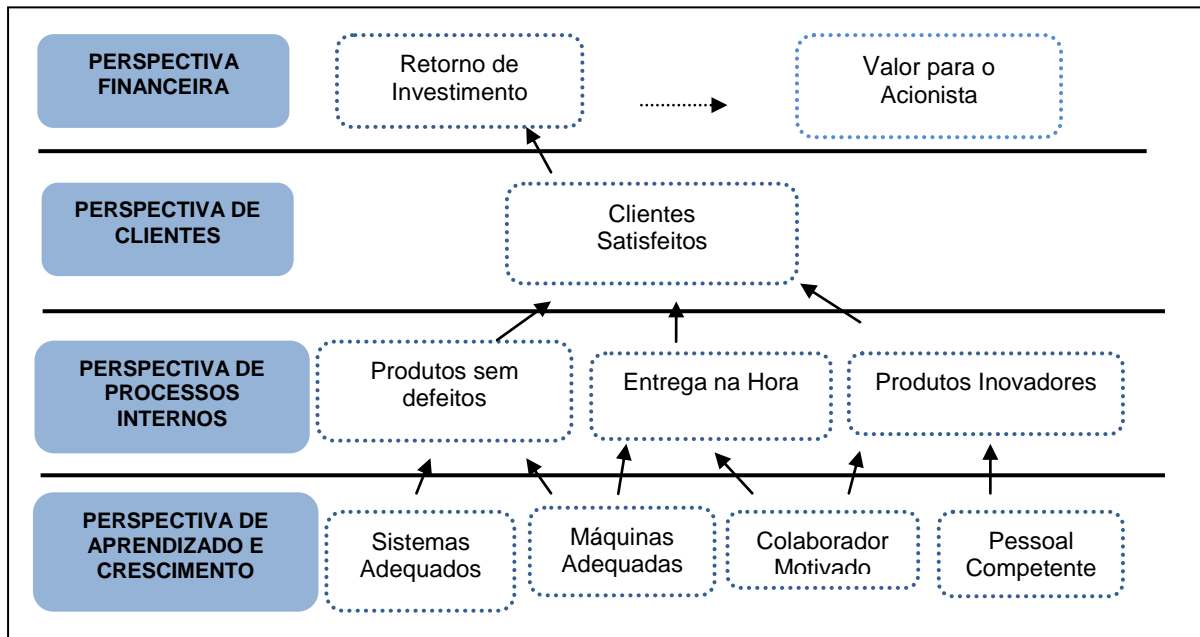 PERSPECTIVA
FINANCEIRA
Retorno de
Investimento
Valor para o
Acionista
PERSPECTIVA DE
CLIENTES
Clientes
Satisfeitos
PERSPECTIVA DE
PROCESSOS
INTERNOS
Produtos sem
defeitos
Entrega na Hora
Produtos Inovadores
PERSPECTIVA DE
APRENDIZADO E
CRESCIMENTO
Sistemas
Adequados
Máquinas
Adequadas
Colaborador
Motivado
Pessoal
Competente